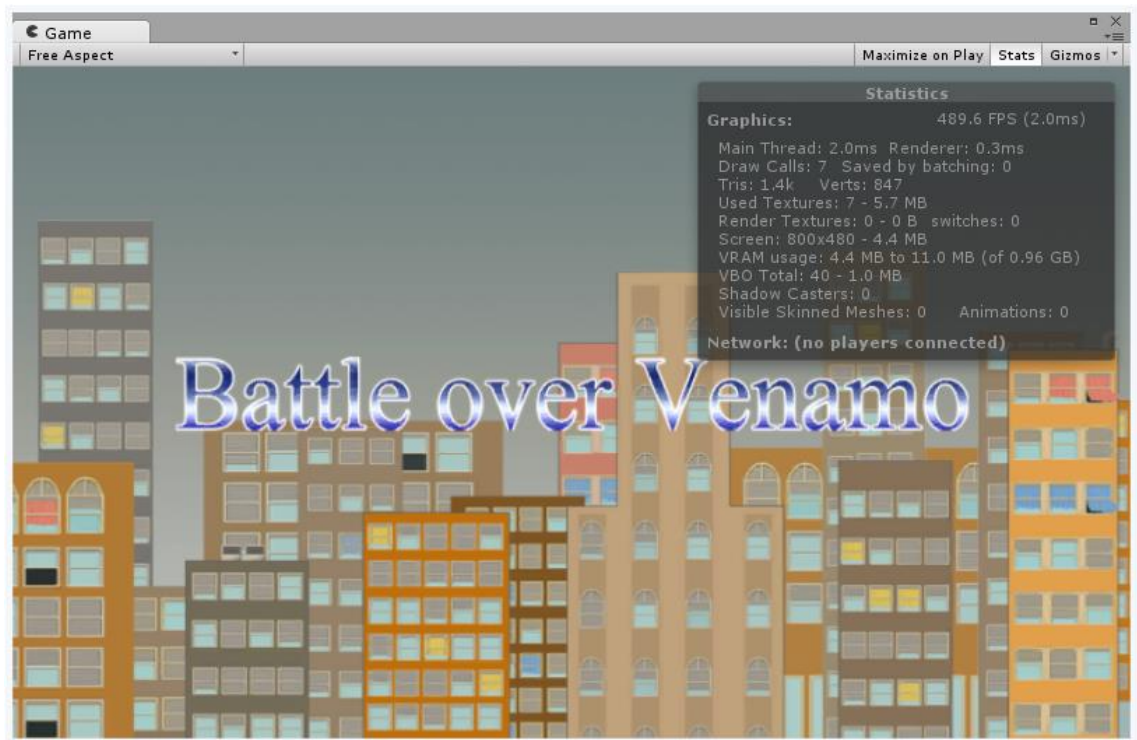 Game
Free Aspect Maximize on Play Stats Gizmos
Statistics
Graphics: 489.6 FPS (2.0ms)
Main Thread: 2.0ms Renderer: 0.3ms
Draw Calls: 7 Saved by batching: 0
Tris: 1.4k Verts: 847
Used Textures: 7 - 5.7 MB
Render Textures: 0 - 0 B switches: 0
Screen: 800x480 - 4.4 MB
VRAM usage: 4.4 MB to 11.0 MB (of 0.96 GB)
VBO Total: 40 - 1.0 MB
Shadow Casters: 0
Visible Skinned Meshes: 0 Animations: 0
Network: (no players connected)
Battle over Venamo